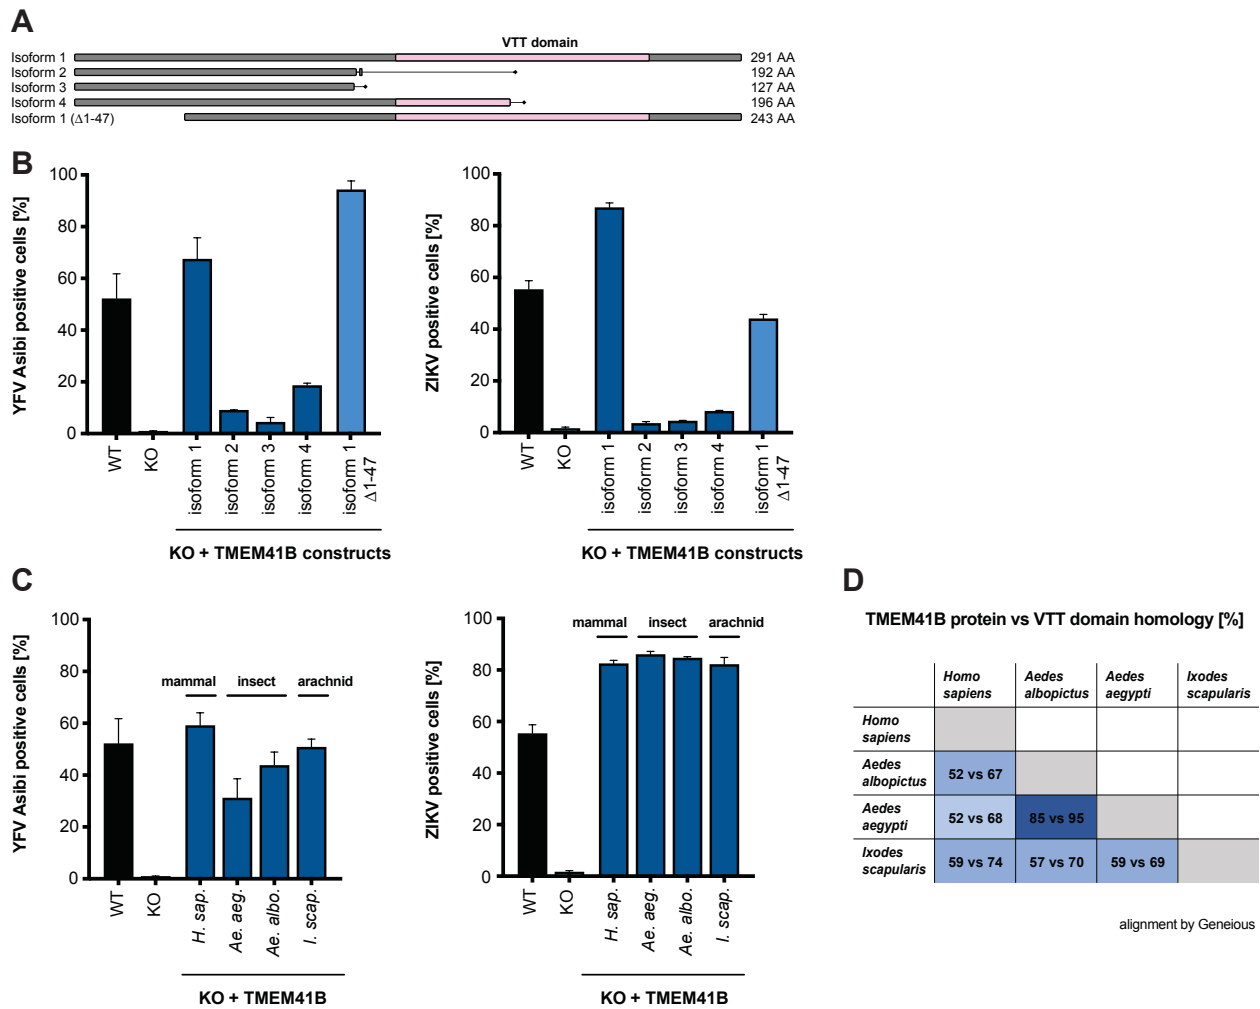 A
VTT domain
Isoform 1 291 AA
Isoform 2 192 AA
Isoform 3 127 AA
Isoform 4 196 AA
Isoform 1 (Δ1-47) 243 AA
B
YFV Asibi positive cells [%]
100
80
60
40
20
0
WT
KO
isoform 1
isoform 2
isoform 3
isoform 4
isoform 1
Δ1-47
KO + TMEM41B constructs
ZIKV positive cells [%]
100
80
60
40
20
0
WT
KO
isoform 1
isoform 2
isoform 3
isoform 4
isoform 1
Δ1-47
KO + TMEM41B constructs
C
YFV Asibi positive cells [%]
100
80
60
40
20
0
mammal insect arachnid
WT
KO
H. sap.
Ae. aeg.
Ae. albo.
I. scap.
KO + TMEM41B
ZIKV positive cells [%]
100
80
60
40
20
0
mammal insect arachnid
WT
KO
H. sap.
Ae. aeg.
Ae. albo.
I. scap.
KO + TMEM41B
D
TMEM41B protein vs VTT domain homology [%]
Homo Aedes Aedes Ixodes
sapiens albopictus aegypti scapularis
Homo
sapiens
Aedes
albopictus
52 vs 67
Aedes
aegypti
52 vs 68 85 vs 95
Ixodes
scapularis
59 vs 74 57 vs 70 59 vs 69
alignment by Geneious